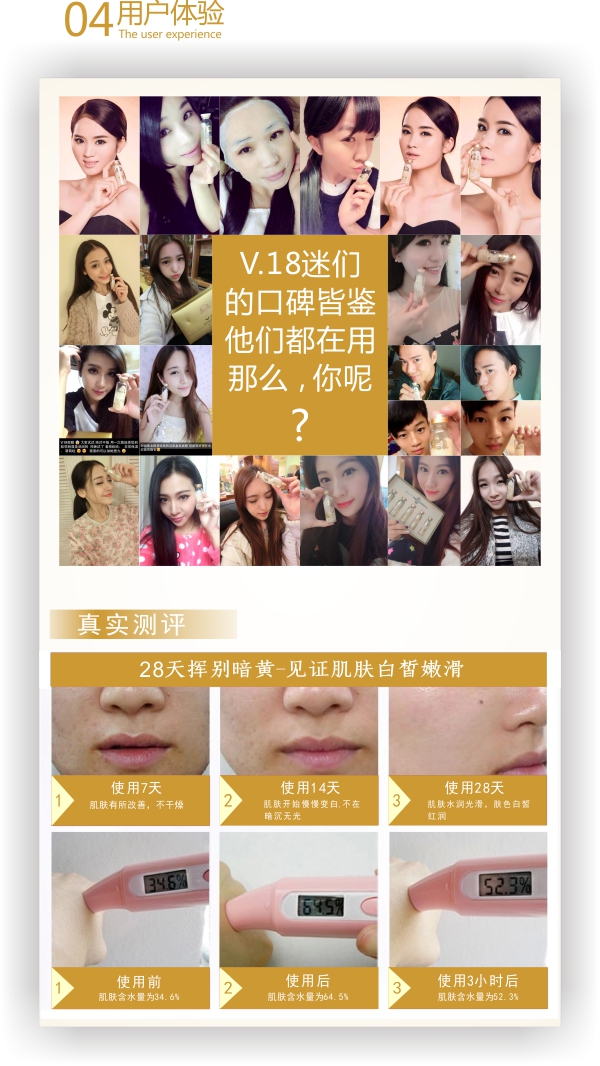 04 用户体验
The user experience
V.18迷们
的口碑皆鉴
他们都在用
那么，你呢
?
真实测评
28天挥别暗黄-见证肌肤白皙嫩滑
1 使用7天
肌肤有所改善，不干燥
2 使用14天
肌肤开始慢慢变白,不在
暗沉无光
3 使用28天
肌肤水润光滑，肤色白皙
红润
34.6%
64.5%
52.3%
1 使用前
肌肤含水量为34.6%
2 使用后
肌肤含水量为64.5%
3 使用3小时后
肌肤含水量为52.3%